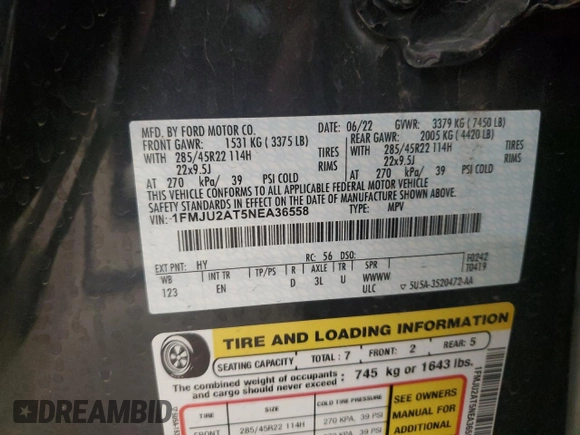 MFD. BY FORD MOTOR CO.
DATE: 06/22 GVWR: 3379 KG ( 7450 LB)
FRONT GAWR: 1531 KG ( 3375 LB)
REAR GAWR: 2005 KG ( 4420 LB)
WITH 285/45R22 114H TIRES
WITH 285/45R22 114H TIRES
22x9.5J RIMS
22x9.5J RIMS
AT 270 kPa/ 39 PSI COLD
AT 270 kPa/ 39 PSI COLD
THIS VEHICLE CONFORMS TO ALL APPLICABLE FEDERAL MOTOR VEHICLE
SAFETY STANDARDS IN EFFECT ON THE DATE OF MANUFACTURE SHOWN ABOVE.
VIN: 1FMJU2AT5NEA36558 TYPE: MPV
EXT PNT: HY RC: 56 DSO:
F0242
T0419
WB INT TR TP/PS R AXLE TR SPR
123 EN D 3L U WWWW
ULC 5U5A-3520472-AA
TIRE AND LOADING INFORMATION
SEATING CAPACITY TOTAL: 7 FRONT: 2 REAR: 5
The combined weight of occupants
and cargo should never exceed: 745 kg or 1643 lbs.
TIRE SIZE COLD TIRE PRESSURE
FRONT 285/45R22 114H 270 KPA, 39 PSI
SEE OWNERS
MANUAL FOR
ADDITIONAL
DREAMBID